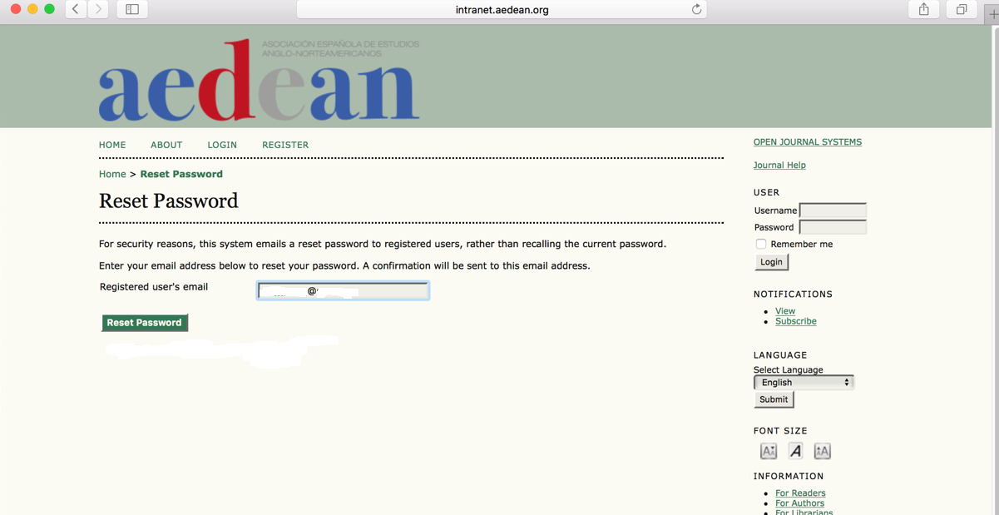 intranet.aedean.org
ASOCIACIÓN ESPAÑOLA DE ESTUDIOS
ANGLO-NORTEAMERICANOS
aedean
HOME ABOUT LOGIN REGISTER
Home > Reset Password
Reset Password
For security reasons, this system emails a reset password to registered users, rather than recalling the current password.
Enter your email address below to reset your password. A confirmation will be sent to this email address.
Registered user's email @
Reset Password
OPEN JOURNAL SYSTEMS
Journal Help
USER
Username
Password
Remember me
Login
NOTIFICATIONS
View
Subscribe
LANGUAGE
Select Language
English
Submit
FONT SIZE
INFORMATION
For Readers
For Authors
For Librarians